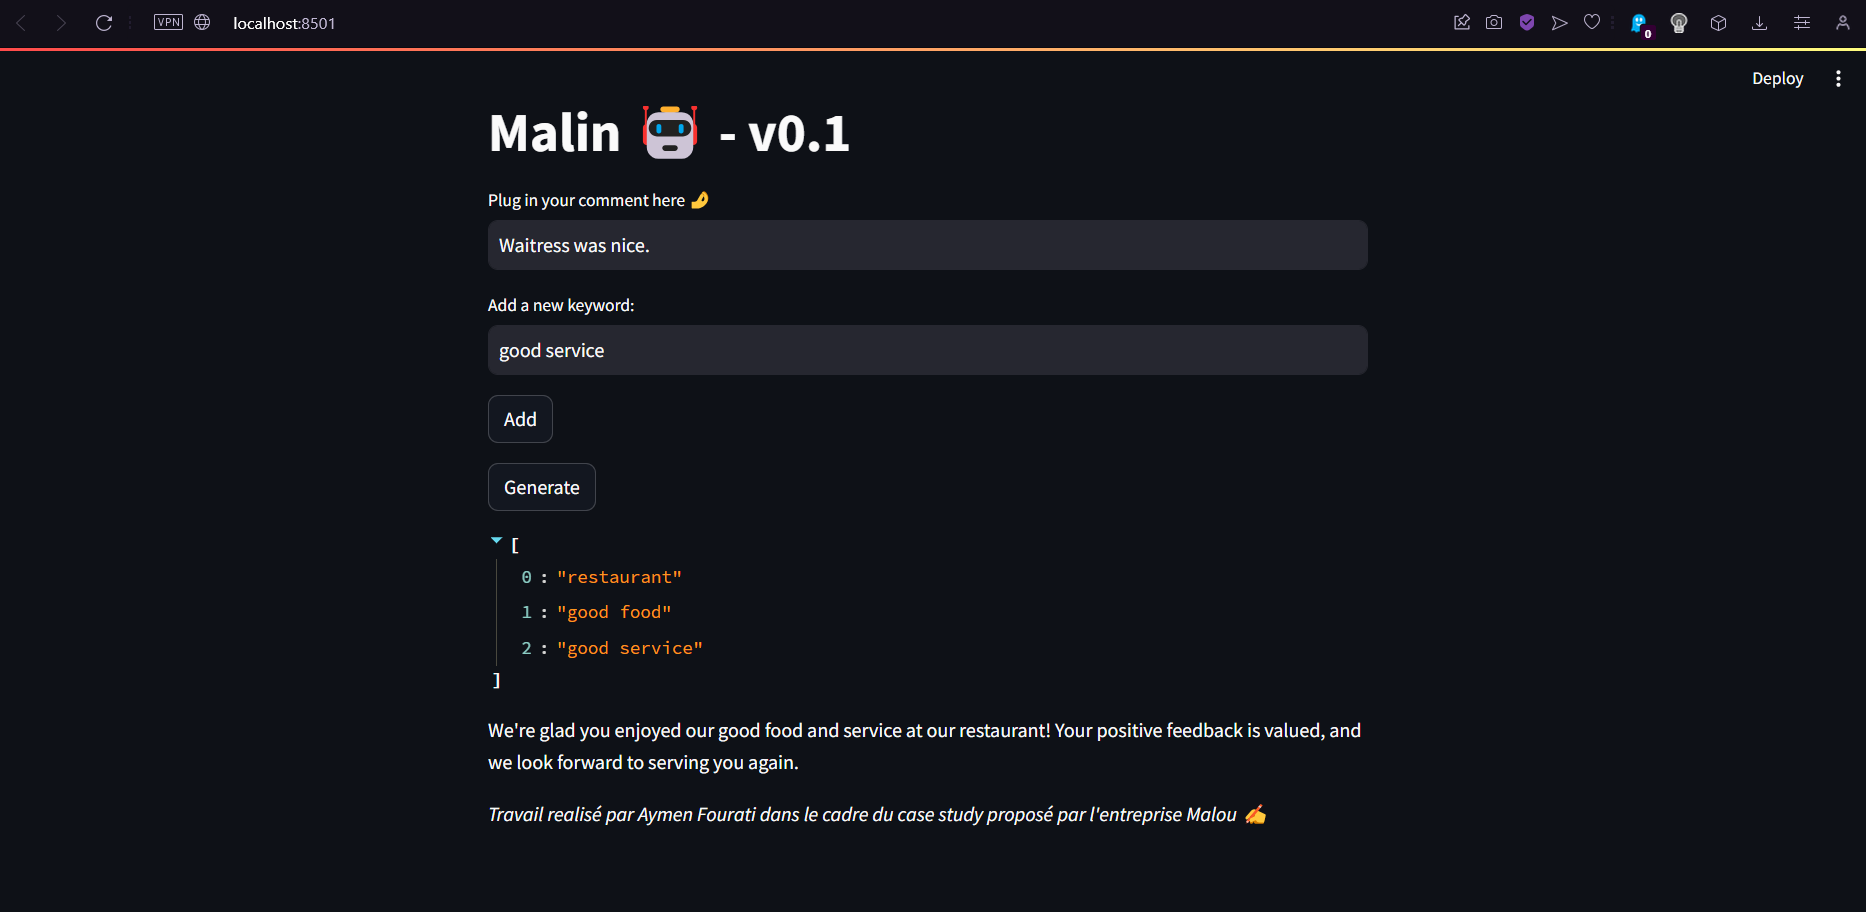 VPN localhost:8501
0
Deploy
Malin 🤖 - v0.1
Plug in your comment here 🤌
Waitress was nice.
Add a new keyword:
good service
Add
Generate
[
0 : "restaurant"
1 : "good food"
2 : "good service"
]
We're glad you enjoyed our good food and service at our restaurant! Your positive feedback is valued, and
we look forward to serving you again.
Travail realisé par Aymen Fourati dans le cadre du case study proposé par l'entreprise Malou ✍️